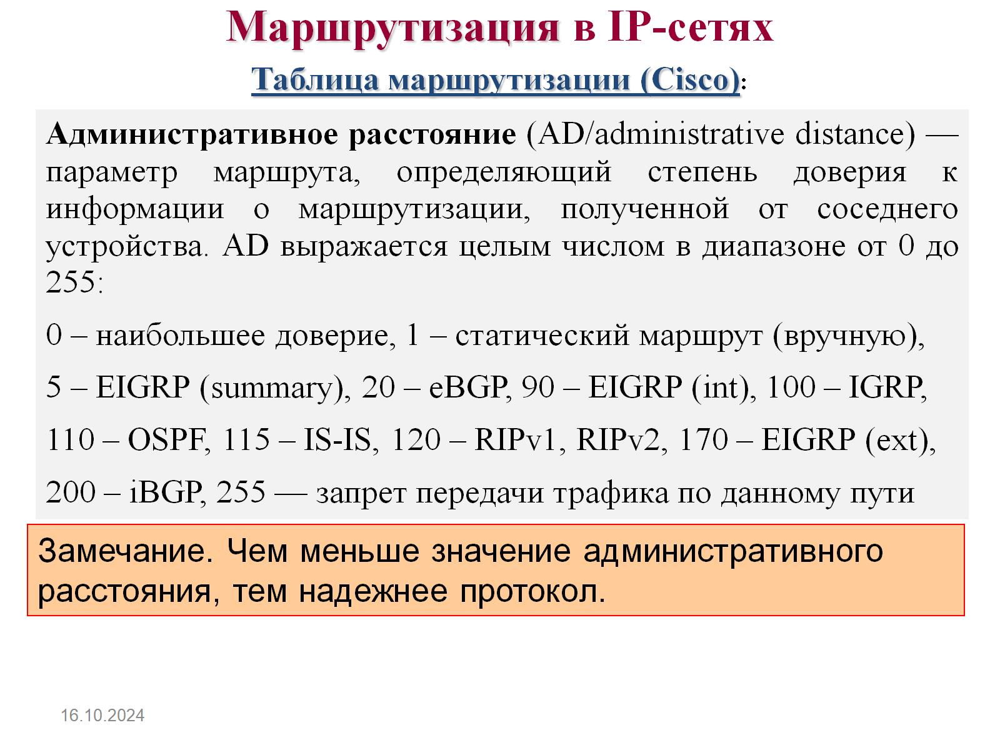 Маршрутизация в IP-сетях
Таблица маршрутизации (Cisco):
Административное расстояние (AD/administrative distance) —
параметр маршрута, определяющий степень доверия к
информации о маршрутизации, полученной от соседнего
устройства. AD выражается целым числом в диапазоне от 0 до
255:
0 – наибольшее доверие, 1 – статический маршрут (вручную),
5 – EIGRP (summary), 20 – eBGP, 90 – EIGRP (int), 100 – IGRP,
110 – OSPF, 115 – IS-IS, 120 – RIPv1, RIPv2, 170 – EIGRP (ext),
200 – iBGP, 255 — запрет передачи трафика по данному пути
Замечание. Чем меньше значение административного
расстояния, тем надежнее протокол.
16.10.2024